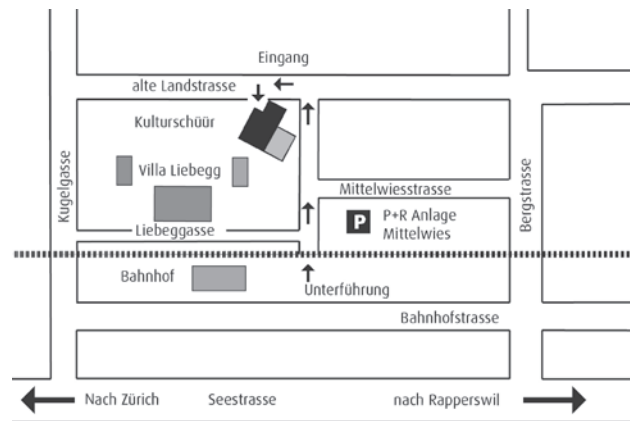 Eingang
alte Landstrasse
Kulturschüür
Villa Liebegg
Kugelgasse
Mittelwiesstrasse
Bergstrasse
P
P+R Anlage
Mittelwies
Liebeggasse
Bahnhof
Unterführung
Bahnhofstrasse
Nach Zürich
Seestrasse
nach Rapperswil